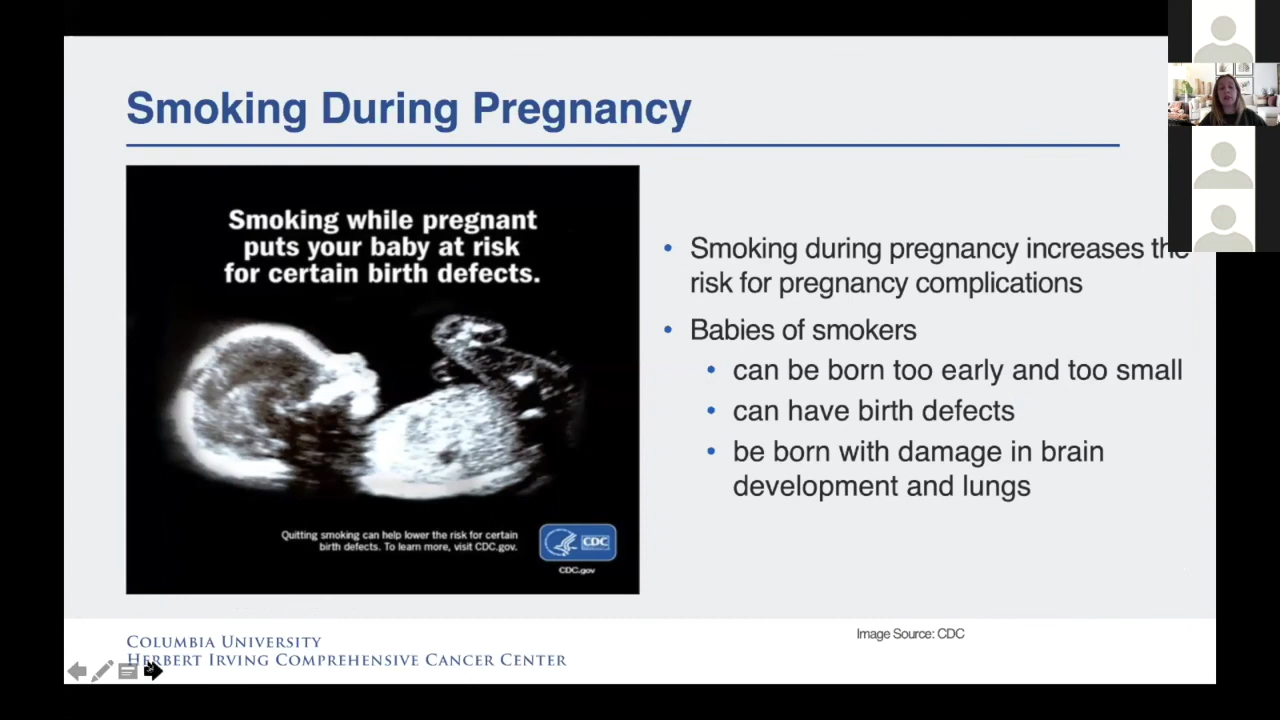 Smoking During Pregnancy
Smoking while pregnant
puts your baby at risk
for certain birth defects.
Quitting smoking can help lower the risk for certain
birth defects. To learn more, visit CDC.gov.
CDC
CDC.gov
• Smoking during pregnancy increases the
risk for pregnancy complications
• Babies of smokers
• can be born too early and too small
• can have birth defects
• be born with damage in brain
development and lungs
Image Source: CDC
COLUMBIA UNIVERSITY
HERBERT IRVING COMPREHENSIVE CANCER CENTER